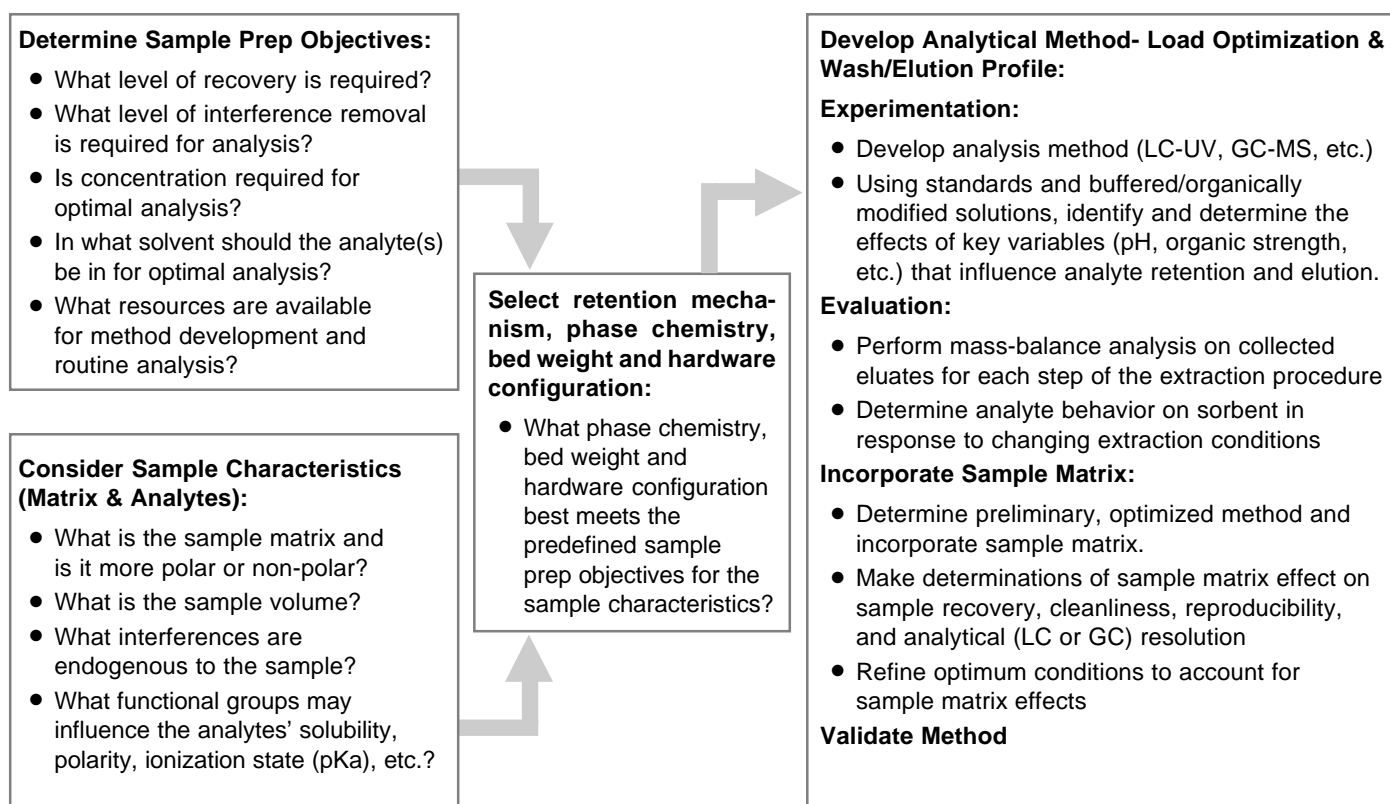 Determine Sample Prep Objectives:
● What level of recovery is required?
● What level of interference removal
is required for analysis?
● Is concentration required for
optimal analysis?
● In what solvent should the analyte(s)
be in for optimal analysis?
● What resources are available
for method development and
routine analysis?
Consider Sample Characteristics
(Matrix & Analytes):
● What is the sample matrix and
is it more polar or non-polar?
● What is the sample volume?
● What interferences are
endogenous to the sample?
● What functional groups may
influence the analytes’ solubility,
polarity, ionization state (pKa), etc.?
Select retention mecha-
nism, phase chemistry,
bed weight and hardware
configuration:
● What phase chemistry,
bed weight and
hardware configuration
best meets the
predefined sample
prep objectives for the
sample characteristics?
Develop Analytical Method- Load Optimization &
Wash/Elution Profile:
Experimentation:
● Develop analysis method (LC-UV, GC-MS, etc.)
● Using standards and buffered/organically
modified solutions, identify and determine the
effects of key variables (pH, organic strength,
etc.) that influence analyte retention and elution.
Evaluation:
● Perform mass-balance analysis on collected
eluates for each step of the extraction procedure
● Determine analyte behavior on sorbent in
response to changing extraction conditions
Incorporate Sample Matrix:
● Determine preliminary, optimized method and
incorporate sample matrix.
● Make determinations of sample matrix effect on
sample recovery, cleanliness, reproducibility,
and analytical (LC or GC) resolution
● Refine optimum conditions to account for
sample matrix effects
Validate Method